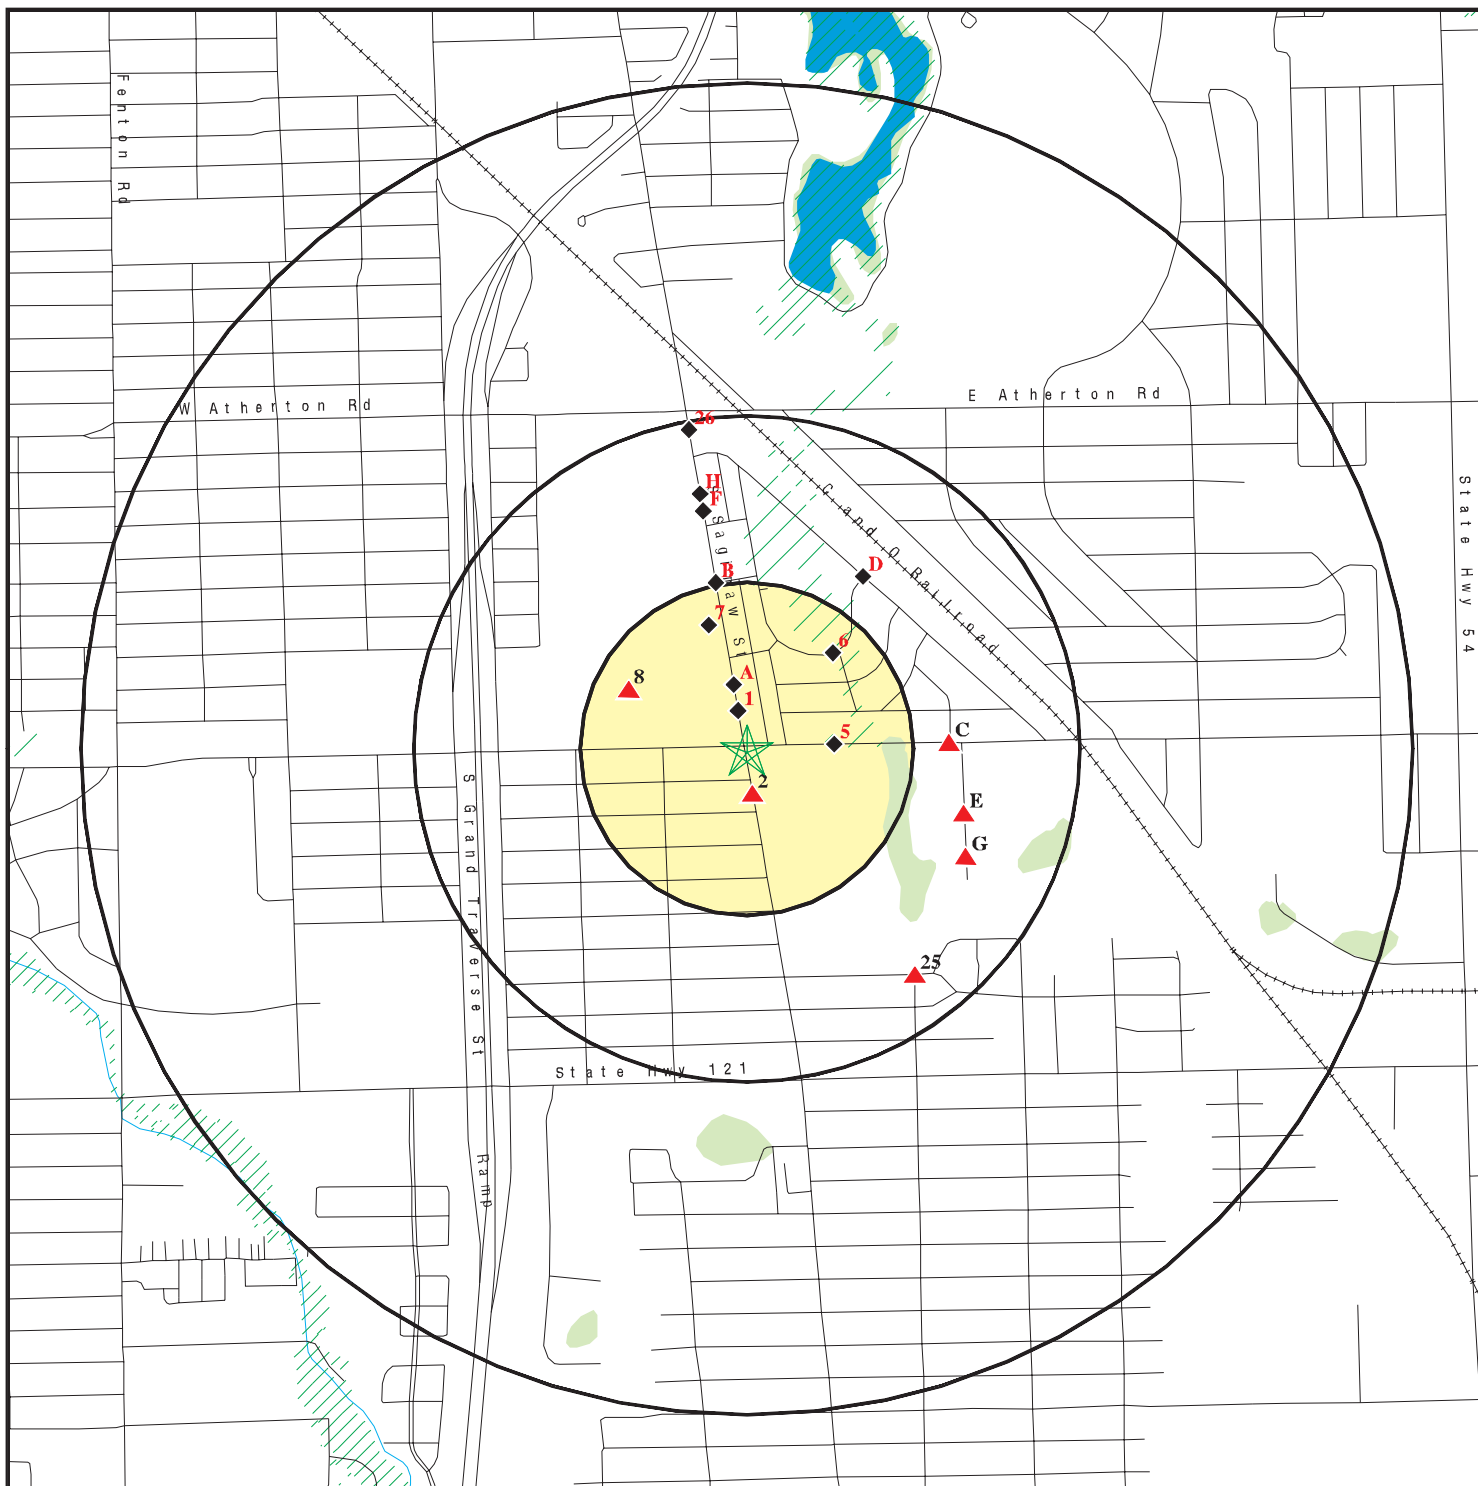 Fenton Rd
W Atherton Rd
E Atherton Rd
26
H
F
S Saginaw St
C and O Railroad
State Hwy 54
B
D
7
6
8
A
1
5
C
2
E
G
S Grand Traverse St
25
State Hwy 121
Ramp